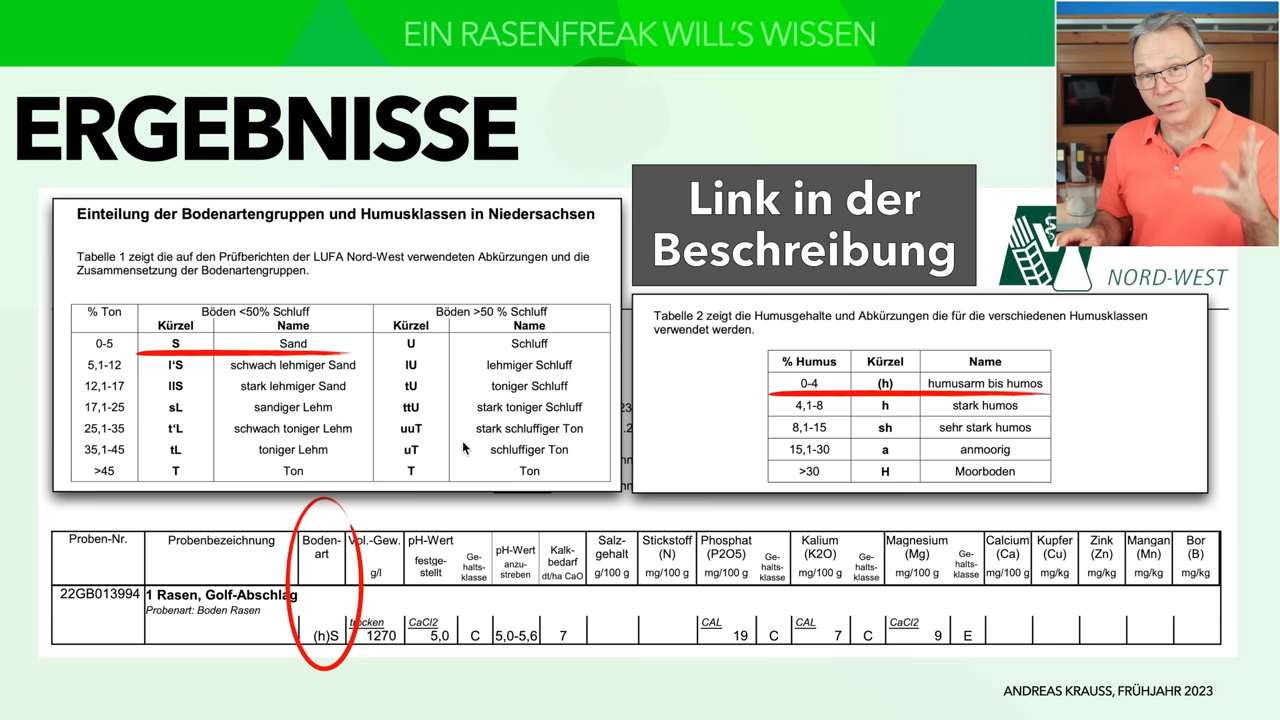 EIN RASENFREAK WILL'S WISSEN
ERGEBNISSE
Link in der
Beschreibung
NORD-WEST
Einteilung der Bodenartengruppen und Humusklassen in Niedersachsen
Tabelle 1 zeigt die auf den Prüfberichten der LUFA Nord-West verwendeten Abkürzungen und die
Zusammensetzung der Bodenartengruppen.
% Ton Böden <50% Schluff Böden >50 % Schluff
Kürzel Name Kürzel Name
0-5 S Sand U Schluff
5,1-12 l'S schwach lehmiger Sand lU lehmiger Schluff
12,1-17 llS stark lehmiger Sand tU toniger Schluff
17,1-25 sL sandiger Lehm ttU stark toniger Schluff
25,1-35 t'L schwach toniger Lehm uuT stark schluffiger Ton
35,1-45 tL toniger Lehm uT schluffiger Ton
>45 T Ton T Ton
Tabelle 2 zeigt die Humusgehalte und Abkürzungen die für die verschiedenen Humusklassen
verwendet werden.
% Humus Kürzel Name
0-4 (h) humusarm bis humos
4,1-8 h stark humos
8,1-15 sh sehr stark humos
15,1-30 a anmoorig
>30 H Moorboden
Proben-Nr. Probenbezeichnung Boden- Vol.-Gew. pH-Wert Salz- Stickstoff Phosphat Kalium Magnesium Calcium Kupfer Zink Mangan Bor
art festge- Ge- pH-Wert Kalk- gehalt (N) (P2O5) Ge- (K2O) Ge- (Mg) Ge- (Ca) (Cu) (Zn) (Mn) (B)
g/l stellt halts- anzu- bedarf halts- halts- halts-
klasse streben dt/ha CaO g/100 g mg/100 g mg/100 g klasse mg/100 g klasse mg/100 g klasse mg/100 g mg/kg mg/kg mg/kg mg/kg
22GB013994 1 Rasen, Golf-Abschlag
Probenart: Boden Rasen
trocken CaCl2 CAL CAL CaCl2
(h)S 1270 5,0 C 5,0-5,6 7 19 C 7 C 9 E
ANDREAS KRAUSS, FRÜHJAHR 2023